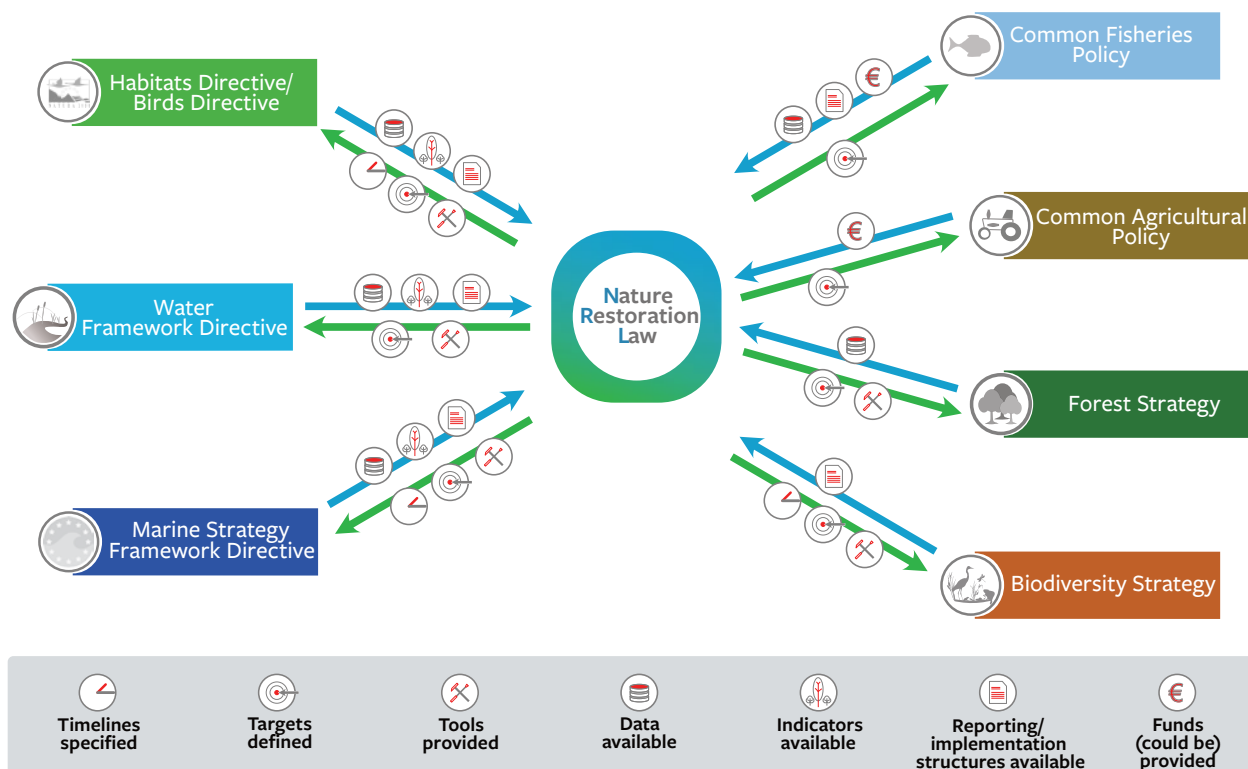 Habitats Directive/
Birds Directive
Common Fisheries
Policy
Common Agricultural
Policy
Water
Framework Directive
Nature
Restoration
Law
Forest Strategy
Marine Strategy
Framework Directive
Biodiversity Strategy
Timelines
specified
Targets
defined
Tools
provided
Data
available
Indicators
available
Reporting/
implementation
structures available
Funds
(could be)
provided